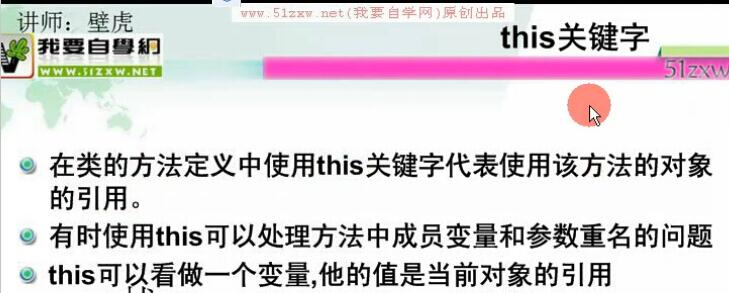 讲师：壁虎
www.51zxw.net(我要自学网)原创出品
this关键字
我要自學網
WWW.51ZXW.NET
51zxw
在类的方法定义中使用this关键字代表使用该方法的对象
的引用。
有时使用this可以处理方法中成员变量和参数重名的问题
this可以看做一个变量,他的值是当前对象的引用